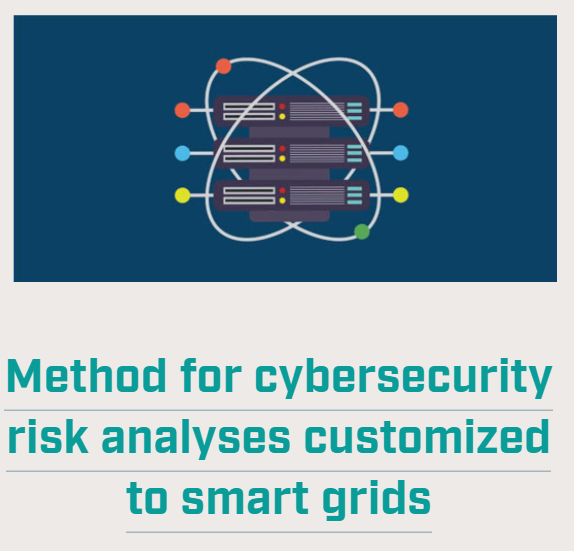 Method for cybersecurity
risk analyses customized
to smart grids